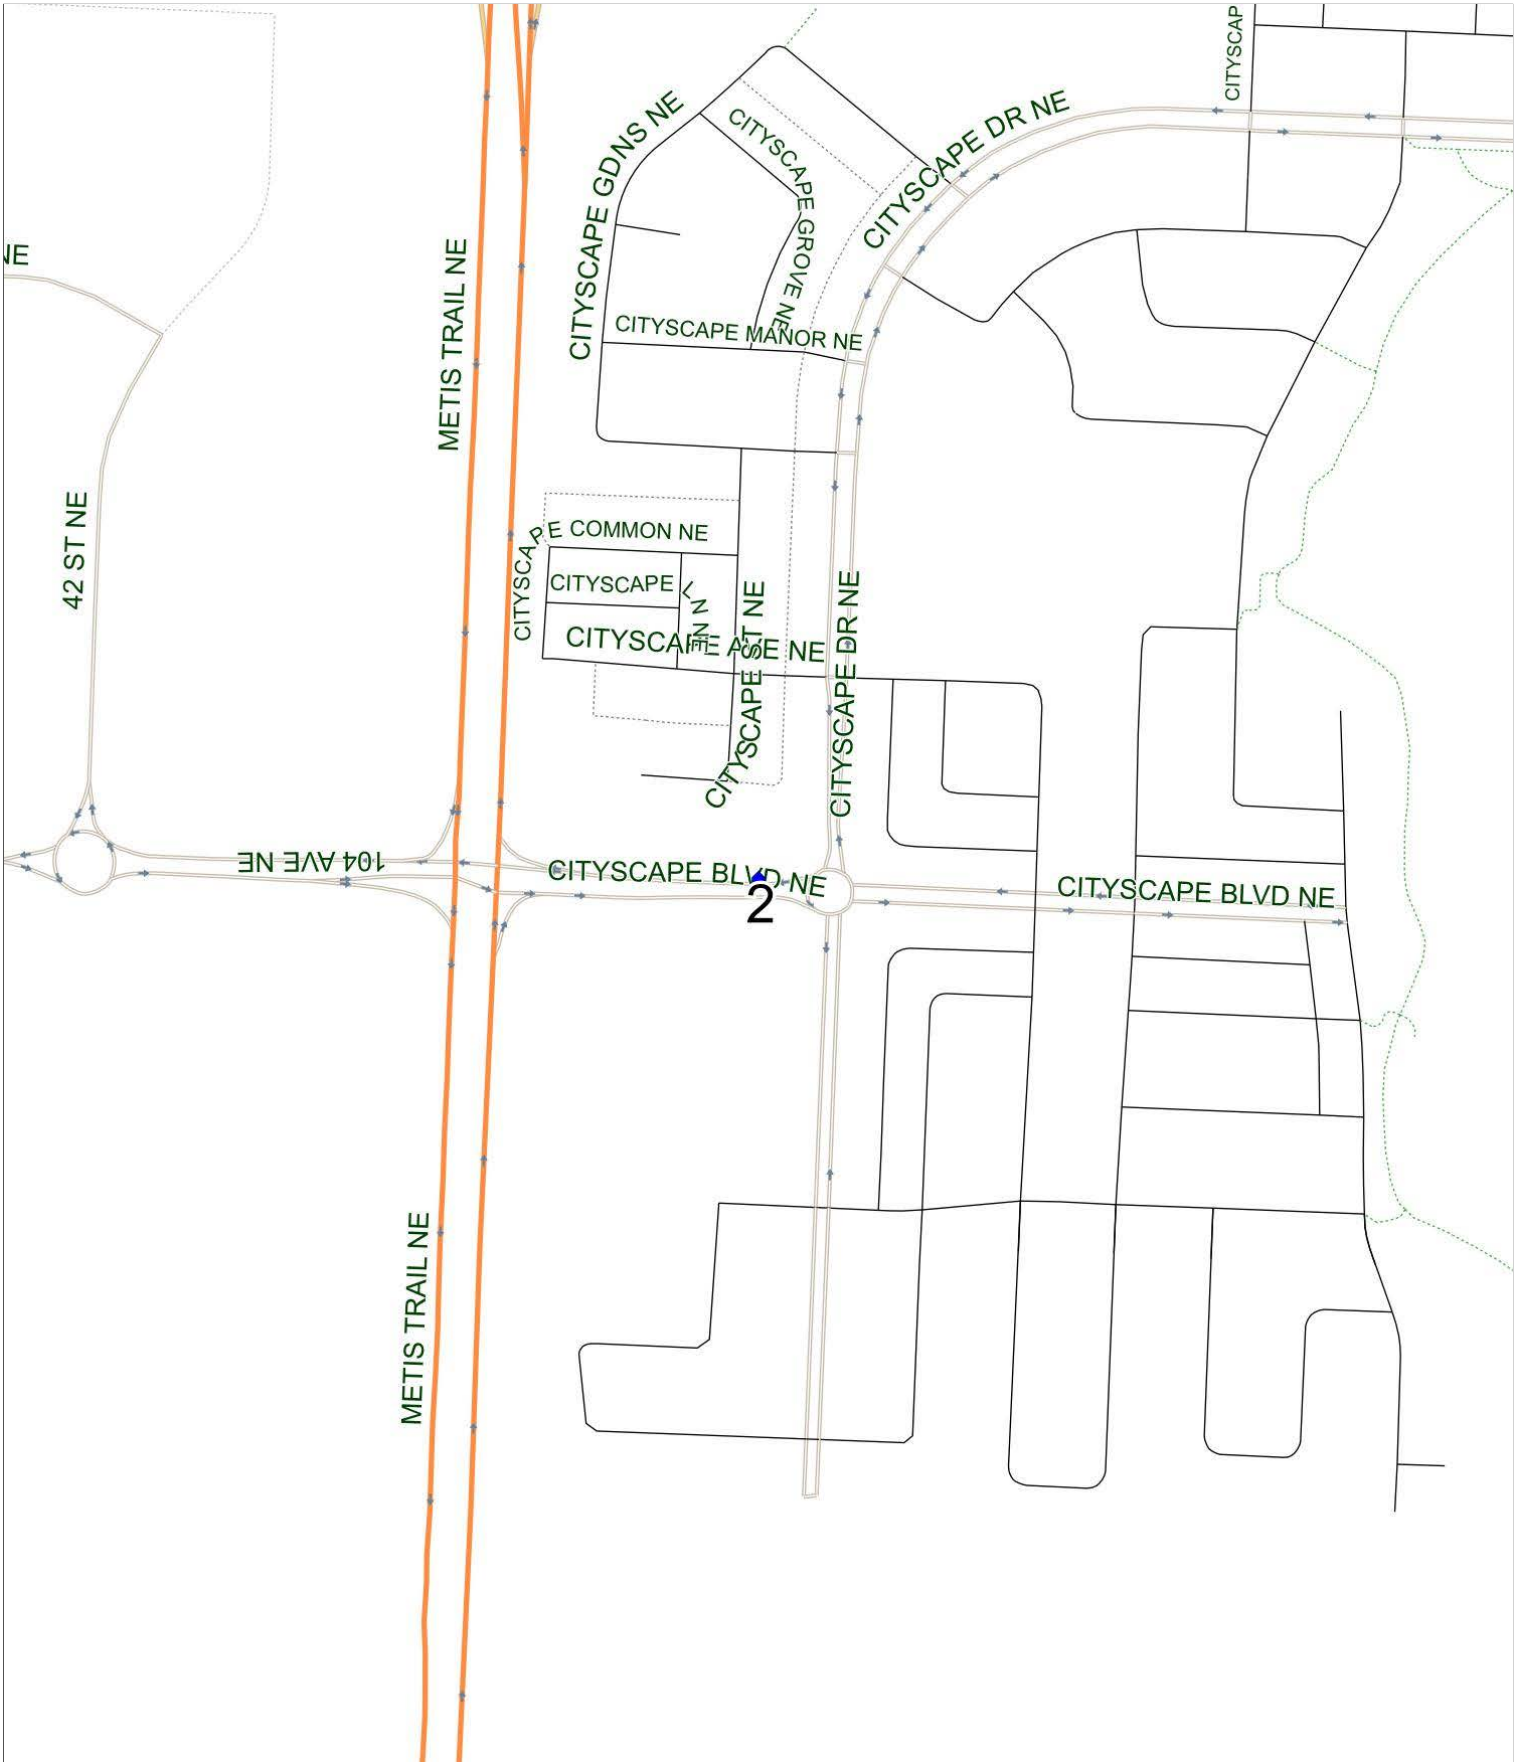 CITYSCAP
CITYSCAPE DR NE
CITYSCAPE GDNS NE
CITYSCAPE GROVE NE
NE
METIS TRAIL NE
CITYSCAPE MANOR NE
42 ST NE
CITYSCAPE COMMON NE
CITYSCAPE LN NE
CITYSCAPE ST NE
CITYSCAPE DR NE
104 AVE NE
CITYSCAPE BLVD NE
CITYSCAPE BLVD NE
2
METIS TRAIL NE